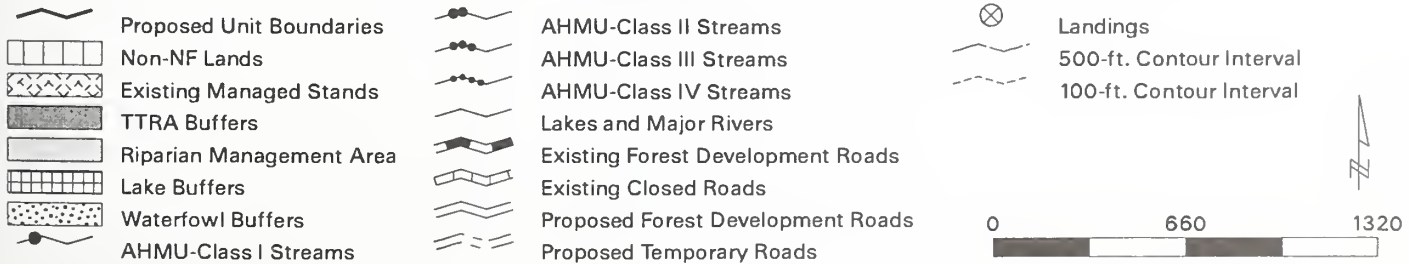 Proposed Unit Boundaries
Non-NF Lands
Existing Managed Stands
TTRA Buffers
Riparian Management Area
Lake Buffers
Waterfowl Buffers
AHMU-Class I Streams
AHMU-Class II Streams
AHMU-Class III Streams
AHMU-Class IV Streams
Lakes and Major Rivers
Existing Forest Development Roads
Existing Closed Roads
Proposed Forest Development Roads
Proposed Temporary Roads
Landings
500-ft. Contour Interval
100-ft. Contour Interval
0 660 1320